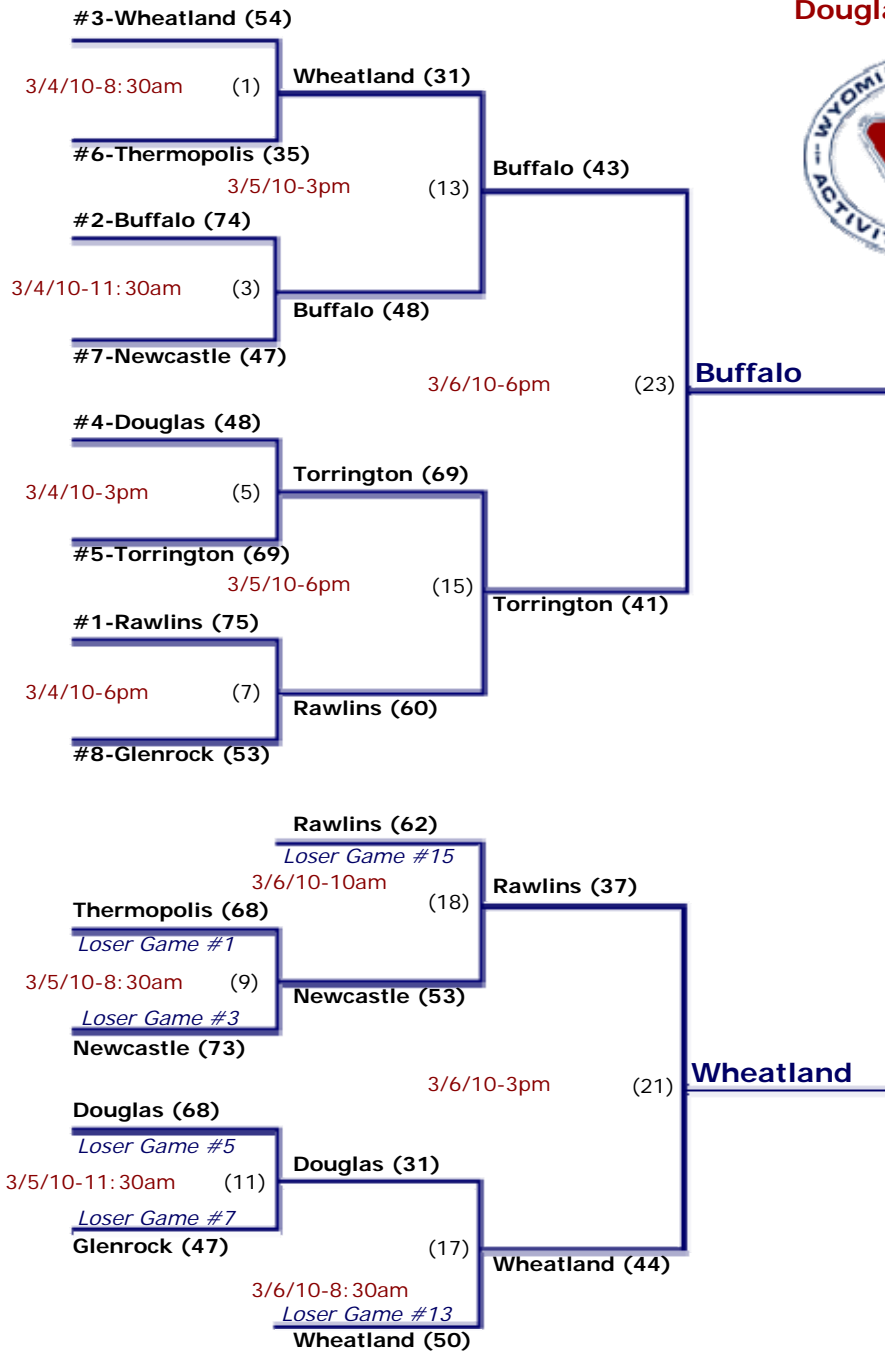 Dougla
#3-Wheatland (54)
WYOMI
ACTIVIT
3/4/10-8:30am (1) Wheatland (31)
#6-Thermopolis (35)
3/5/10-3pm (13) Buffalo (43)
#2-Buffalo (74)
3/4/10-11:30am (3)
Buffalo (48)
#7-Newcastle (47)
3/6/10-6pm (23) Buffalo
#4-Douglas (48)
Torrington (69)
3/4/10-3pm (5)
#5-Torrington (69)
3/5/10-6pm (15)
Torrington (41)
#1-Rawlins (75)
3/4/10-6pm (7)
Rawlins (60)
#8-Glenrock (53)
Rawlins (62)
Loser Game #15
3/6/10-10am
(18) Rawlins (37)
Thermopolis (68)
Loser Game #1
3/5/10-8:30am (9)
Newcastle (53)
Loser Game #3
Newcastle (73)
3/6/10-3pm (21) Wheatland
Douglas (68)
Loser Game #5
Douglas (31)
3/5/10-11:30am (11)
Loser Game #7
Glenrock (47)
(17)
Wheatland (44)
3/6/10-8:30am
Loser Game #13
Wheatland (50)